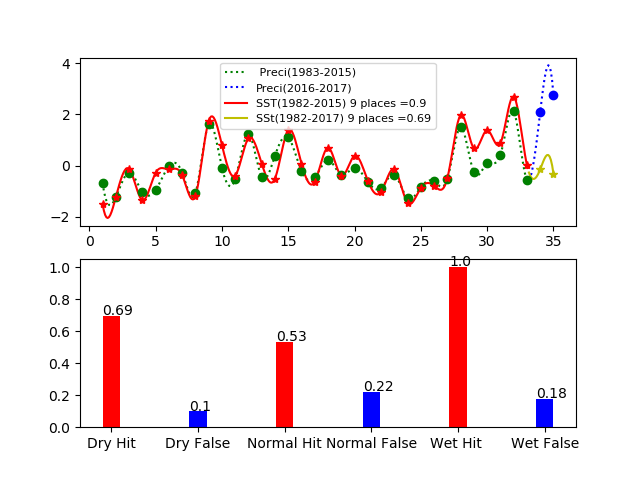 4
2
0
−2
Preci(1983-2015)
Preci(2016-2017)
SST(1982-2015) 9 places =0.9
SSt(1982-2017) 9 places =0.69
0 5 10 15 20 25 30 35
1.0
0.8
0.6
0.4
0.2
0.0
0.69
0.1
0.53
0.22
1.0
0.18
Dry Hit Dry False Normal Hit Normal False Wet Hit Wet False